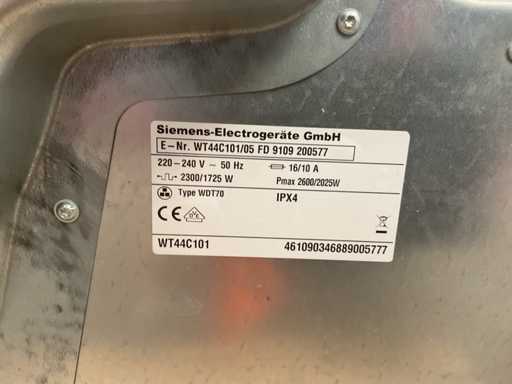 Siemens-Electrogeräte GmbH
E-Nr. WT44C101/05 FD 9109 200577
220-240 V ~ 50 Hz 16/10 A
2300/1725 W Pmax 2600/2025W
Type WDT70 IPX4
CE
WT44C101 461090346889005777